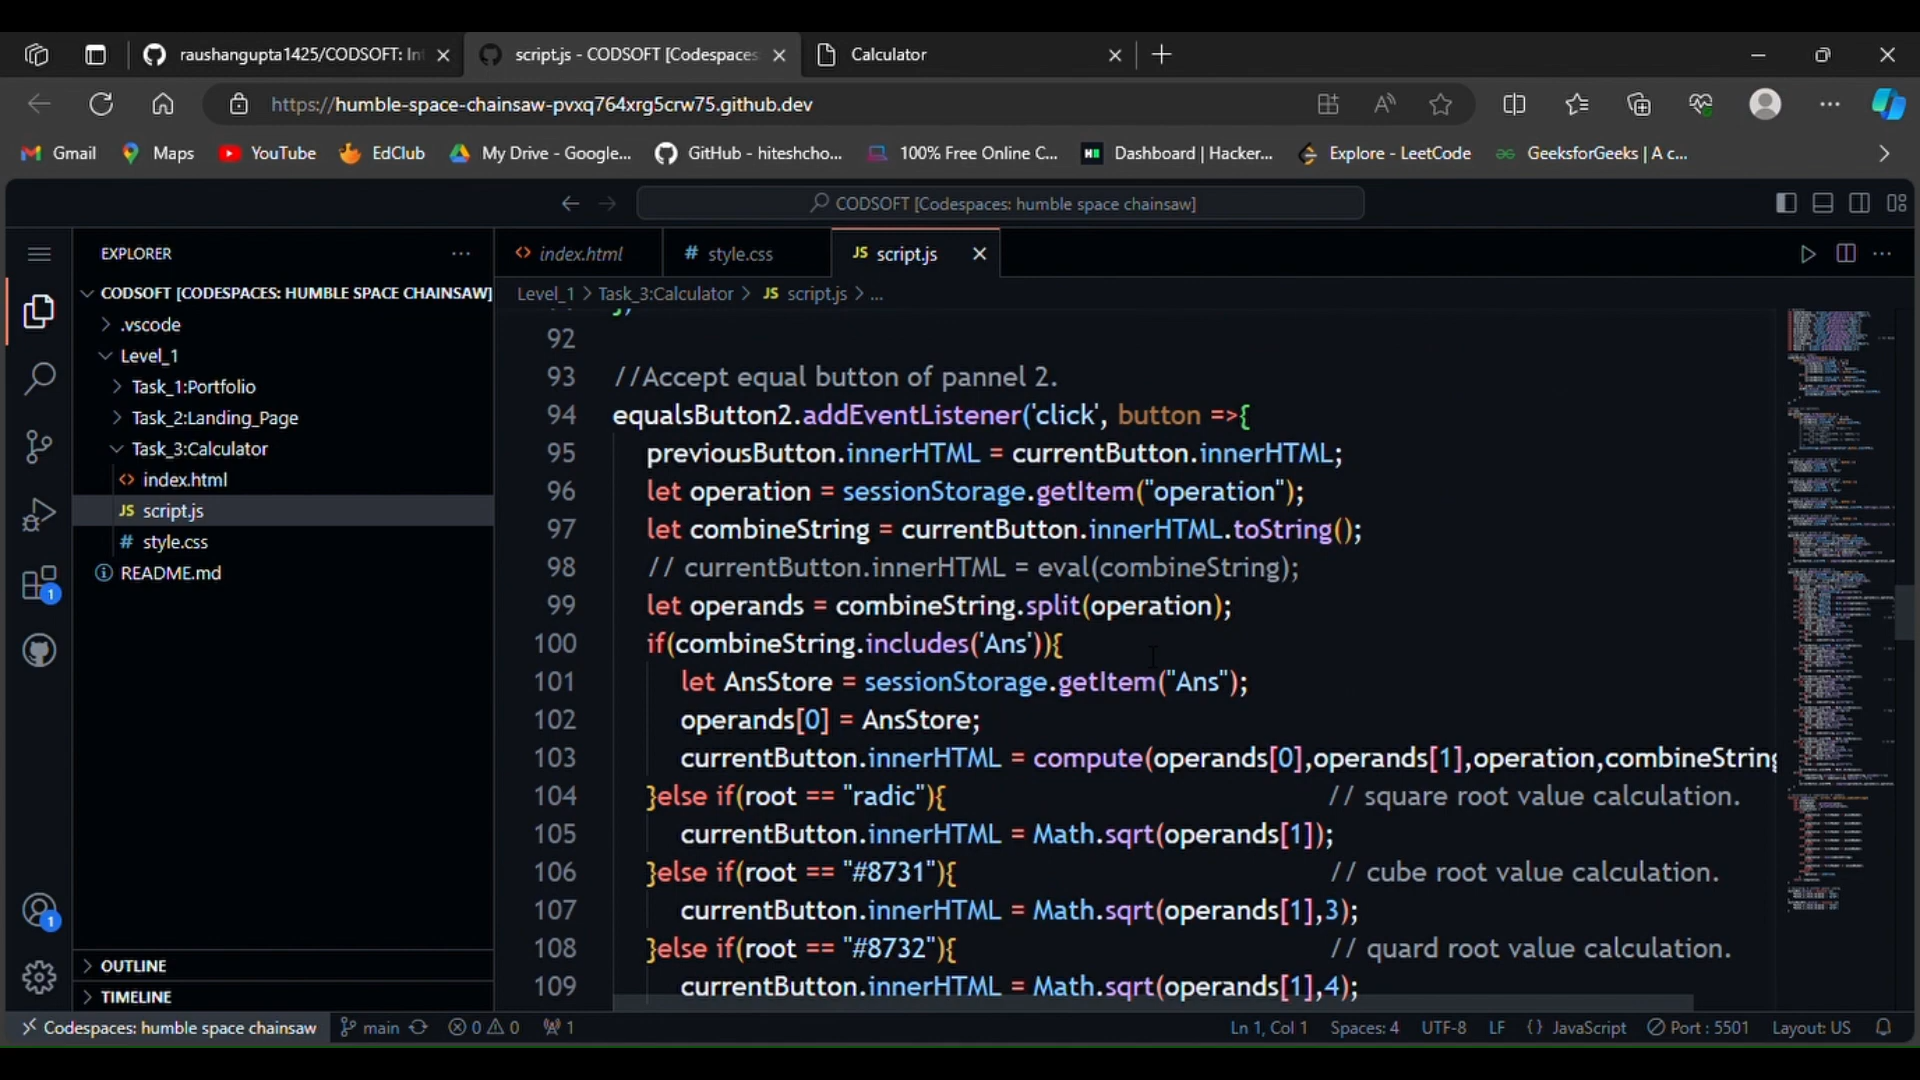 raushangupta1425/CODSOFT: Int
script.js - CODSOFT [Codespaces:
Calculator
https://humble-space-chainsaw-pvxq764xrg5crw75.github.dev
Gmail
Maps
YouTube
EdClub
My Drive - Google...
GitHub - hiteshcho...
100% Free Online C...
Dashboard | Hacker...
Explore - LeetCode
GeeksforGeeks | A c...
CODSOFT [Codespaces: humble space chainsaw]
EXPLORER
CODSOFT [CODESPACES: HUMBLE SPACE CHAINSAW]
.vscode
Level_1
Task_1:Portfolio
Task_2:Landing_Page
Task_3:Calculator
<> index.html
JS script.js
# style.css
README.md
OUTLINE
TIMELINE
<> index.html
# style.css
JS script.js
Level_1 > Task_3:Calculator > JS script.js > ...
92
93 //Accept equal button of pannel 2.
94 equalsButton2.addEventListener('click', button =>{
95 previousButton.innerHTML = currentButton.innerHTML;
96 let operation = sessionStorage.getItem("operation");
97 let combineString = currentButton.innerHTML.toString();
98 // currentButton.innerHTML = eval(combineString);
99 let operands = combineString.split(operation);
100 if(combineString.includes('Ans')){
101 let AnsStore = sessionStorage.getItem("Ans");
102 operands[0] = AnsStore;
103 currentButton.innerHTML = compute(operands[0],operands[1],operation,combineString
104 }else if(root == "radic"){ // square root value calculation.
105 currentButton.innerHTML = Math.sqrt(operands[1]);
106 }else if(root == "#8731"){ // cube root value calculation.
107 currentButton.innerHTML = Math.sqrt(operands[1],3);
108 }else if(root == "#8732"){ // quard root value calculation.
109 currentButton.innerHTML = Math.sqrt(operands[1],4);
1
1
Codespaces: humble space chainsaw
main
0 0
1
Ln 1, Col 1
Spaces: 4
UTF-8
LF
{} JavaScript
Port : 5501
Layout: US